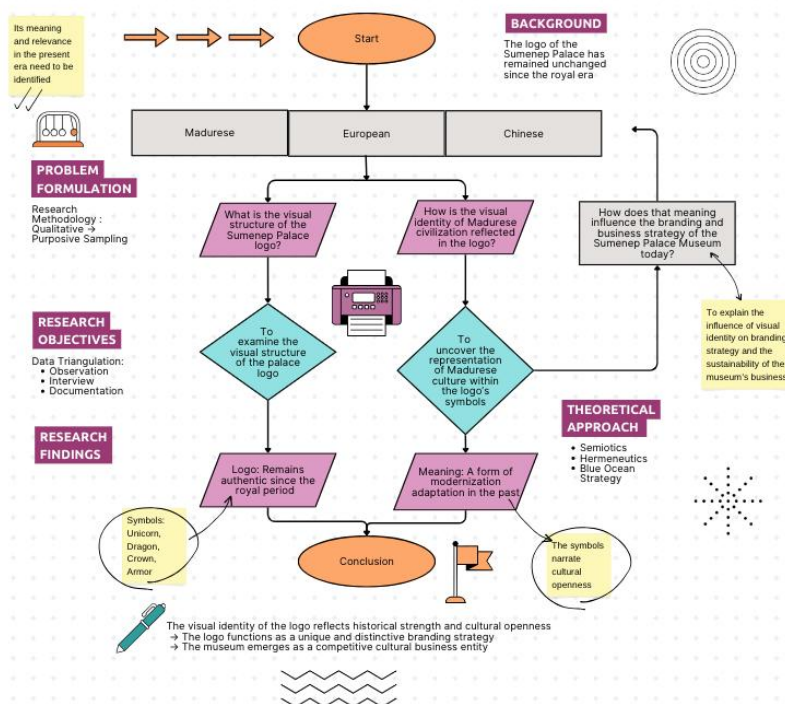 Its meaning
and relevance
in the present
era need to be
identified
Start
BACKGROUND
The logo of the
Sumenep Palace has
remained unchanged
since the royal era
Madurese
European
Chinese
PROBLEM
FORMULATION
Research
Methodology :
Qualitative →
Purposive Sampling
What is the visual
structure of the
Sumenep Palace
logo?
How is the visual
identity of Madurese
civilization reflected
in the logo?
How does that meaning
influence the branding and
business strategy of the
Sumenep Palace Museum
today?
To explain the
influence of visual
identity on branding
strategy and the
sustainability of the
museum's business
RESEARCH
OBJECTIVES
Data Triangulation:
• Observation
• Interview
• Documentation
To
examine the
visual structure
of the palace
logo
To
uncover the
representation
of Madurese
culture within
the logo's
symbols
THEORETICAL
APPROACH
• Semiotics
• Hermeneutics
• Blue Ocean
Strategy
RESEARCH
FINDINGS
Logo: Remains
authentic since the
royal period
Meaning: A form of
modernization
adaptation in the past
Symbols:
Unicorn,
Dragon,
Crown,
Armor
Conclusion
The symbols
narrate
cultural
openness
The visual identity of the logo reflects historical strength and cultural openness
→ The logo functions as a unique and distinctive branding strategy
→ The museum emerges as a competitive cultural business entity